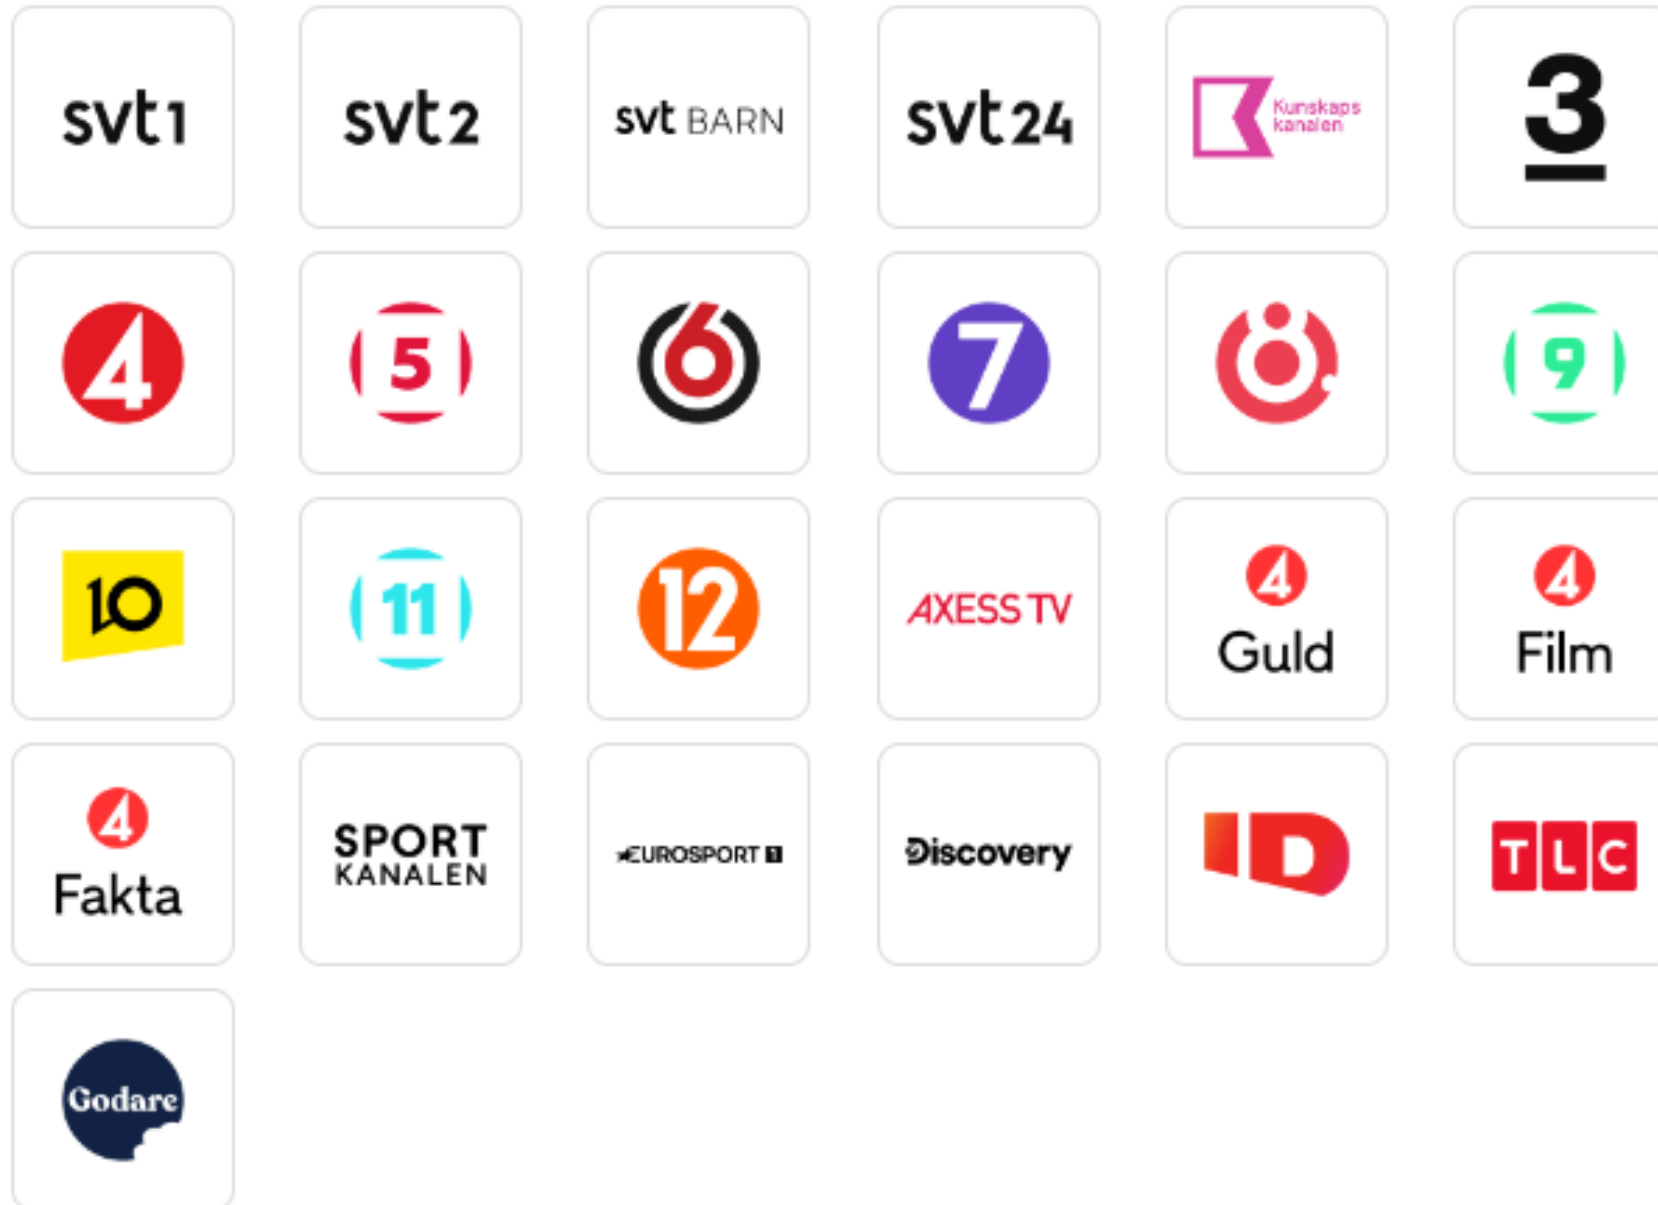 svt1
svt2
svt BARN
svt24
Kunskaps
kanalen
3
4
5
6
7
8
9
10
11
12
AXESS TV
4
Guld
4
Film
4
Fakta
SPORT
KANALEN
EUROSPORT 1
Discovery
ID
TLC
Godare